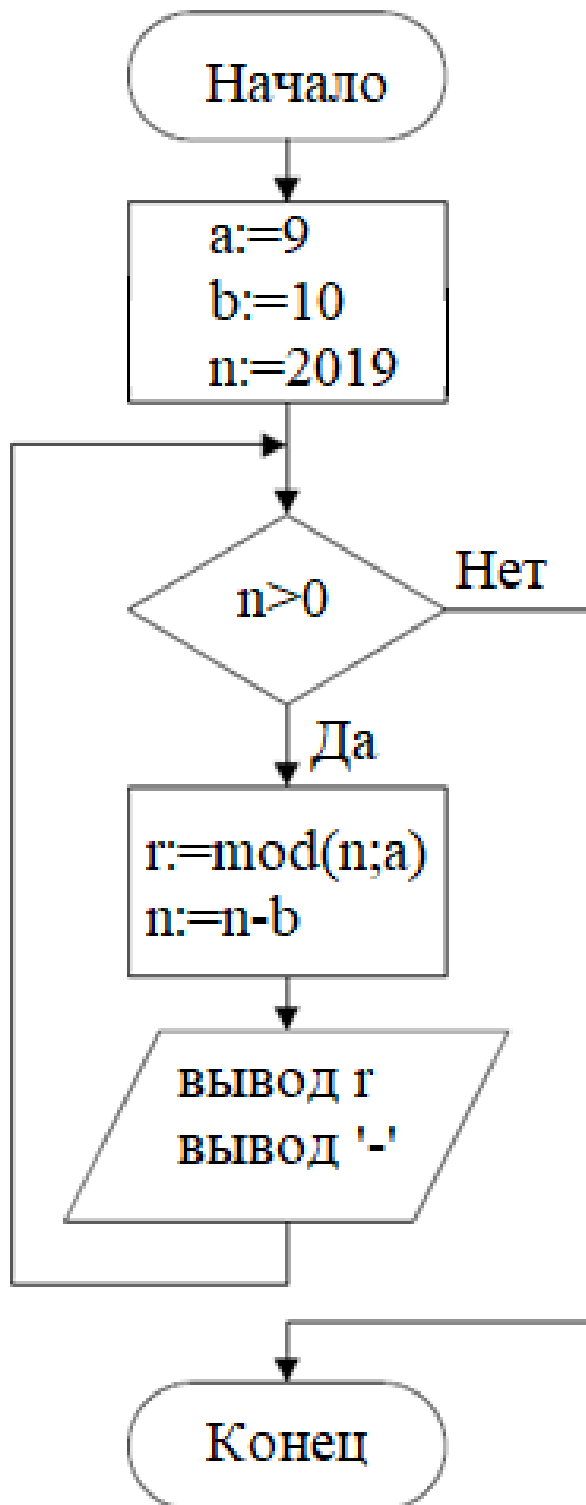 Начало
a:=9
b:=10
n:=2019
n>0
Нет
Да
r:=mod(n;a)
n:=n-b
вывод r
вывод '-'
Конец